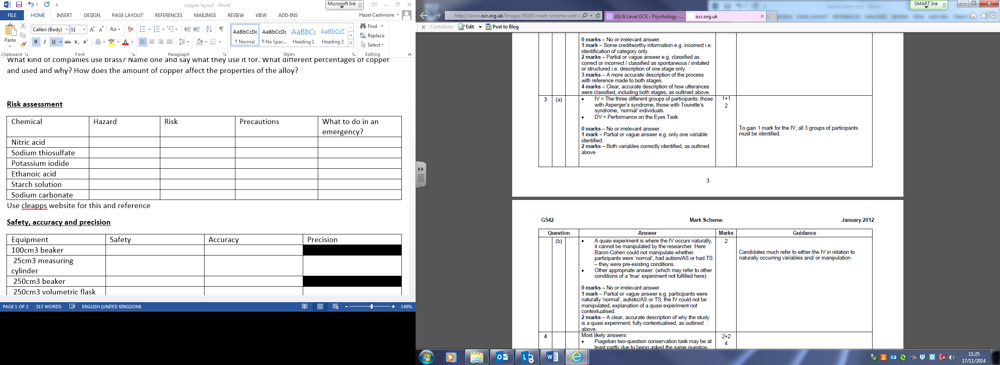 copper layout - Word
Microsoft Ink
FILE
HOME
INSERT
DESIGN
PAGE LAYOUT
REFERENCES
MAILINGS
REVIEW
VIEW
ADD-INS
Hazel Cashmore
Paste
Calibri (Body)
11
Find
Replace
Select
AaBbCcDc
AaBbCcDc
AaBbCc
AaBbCcD
¶ Normal
¶ No Spac...
Heading 1
Heading 2
Clipboard
Font
Paragraph
Styles
Editing
What kind of companies use brass? Name one and say what they use it for. What different percentages of copper
and used and why? How does the amount of copper affect the properties of the alloy?
Risk assessment
Chemical
Hazard
Risk
Precautions
What to do in an
emergency?
Nitric acid
Sodium thiosulfate
Potassium iodide
Ethanoic acid
Starch solution
Sodium carbonate
Use cleapps website for this and reference
Safety, accuracy and precision
Equipment
Safety
Accuracy
Precision
100cm3 beaker
25cm3 measuring
cylinder
250cm3 beaker
250cm3 volumetric flask
PAGE 1 OF 2
317 WORDS
ENGLISH (UNITED KINGDOM)
140%
SMART Ink
http://www.ocr.org.uk/Images/59203-mark-scheme-unit-g
AS/A Level GCE - Psychology -...
ocr.org.uk
x Contribute
Edit
Post to Blog
0 marks – No or irrelevant answer.
1 mark – Some creditworthy information e.g. incorrect i.e.
identification of category only.
2 marks – Partial or vague answer e.g. classified as
correct or incorrect / classified as spontaneous / imitated
or structured i.e. description of one stage only.
3 marks – A more accurate description of the process
with reference made to both stages.
4 marks – Clear, accurate description of how utterances
were classified, including both stages, as outlined above.
3
(a)
• IV = The three different groups of participants: those
with Asperger's syndrome, those with Tourette's
syndrome, 'normal' individuals.
• DV = Performance on the Eyes Task.
0 marks – No or irrelevant answer.
1 mark – Partial or vague answer e.g. only one variable
identified.
2 marks – Both variables correctly identified, as outlined
above.
1+1
2
To gain 1 mark for the IV, all 3 groups of participants
must be identified.
3
G542
Mark Scheme
January 2012
Question
Answer
Marks
Guidance
(b)
• A quasi experiment is where the IV occurs naturally,
it cannot be manipulated by the researcher. Here
Baron-Cohen could not manipulate whether
participants were 'normal', had autism/AS or had TS
– they were pre-existing conditions.
• Other appropriate answer. (which may refer to other
conditions of a 'true' experiment not fulfilled here)
0 marks – No or irrelevant answer.
1 mark – Partial or vague answer e.g. participants were
naturally 'normal', autistic/AS or TS; the IV could not be
manipulated; explanation of a quasi experiment not
contextualised.
2 marks – A clear, accurate description of why the study
is a quasi experiment, fully contextualised, as outlined
above.
2
Candidates much refer to either the IV in relation to
naturally occurring variables and/ or manipulation
4
Most likely answers:
• Piagetian two-question conservation task may be at
least partly due to being asked the same question
2+2
4
11:25
17/11/2014